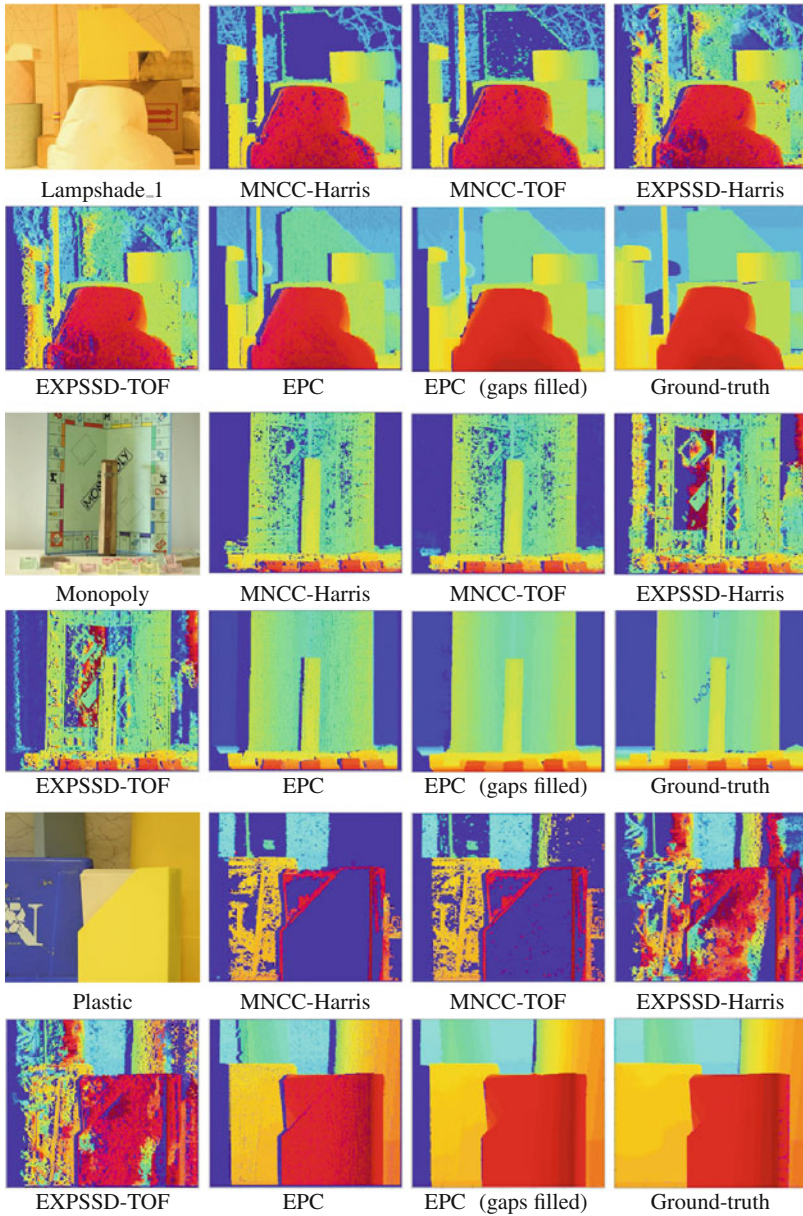 Lampshade_1 MNCC-Harris MNCC-TOF EXPSSD-Harris
EXPSSD-TOF EPC EPC (gaps filled) Ground-truth
Monopoly MNCC-Harris MNCC-TOF EXPSSD-Harris
EXPSSD-TOF EPC EPC (gaps filled) Ground-truth
Plastic MNCC-Harris MNCC-TOF EXPSSD-Harris
EXPSSD-TOF EPC EPC (gaps filled) Ground-truth